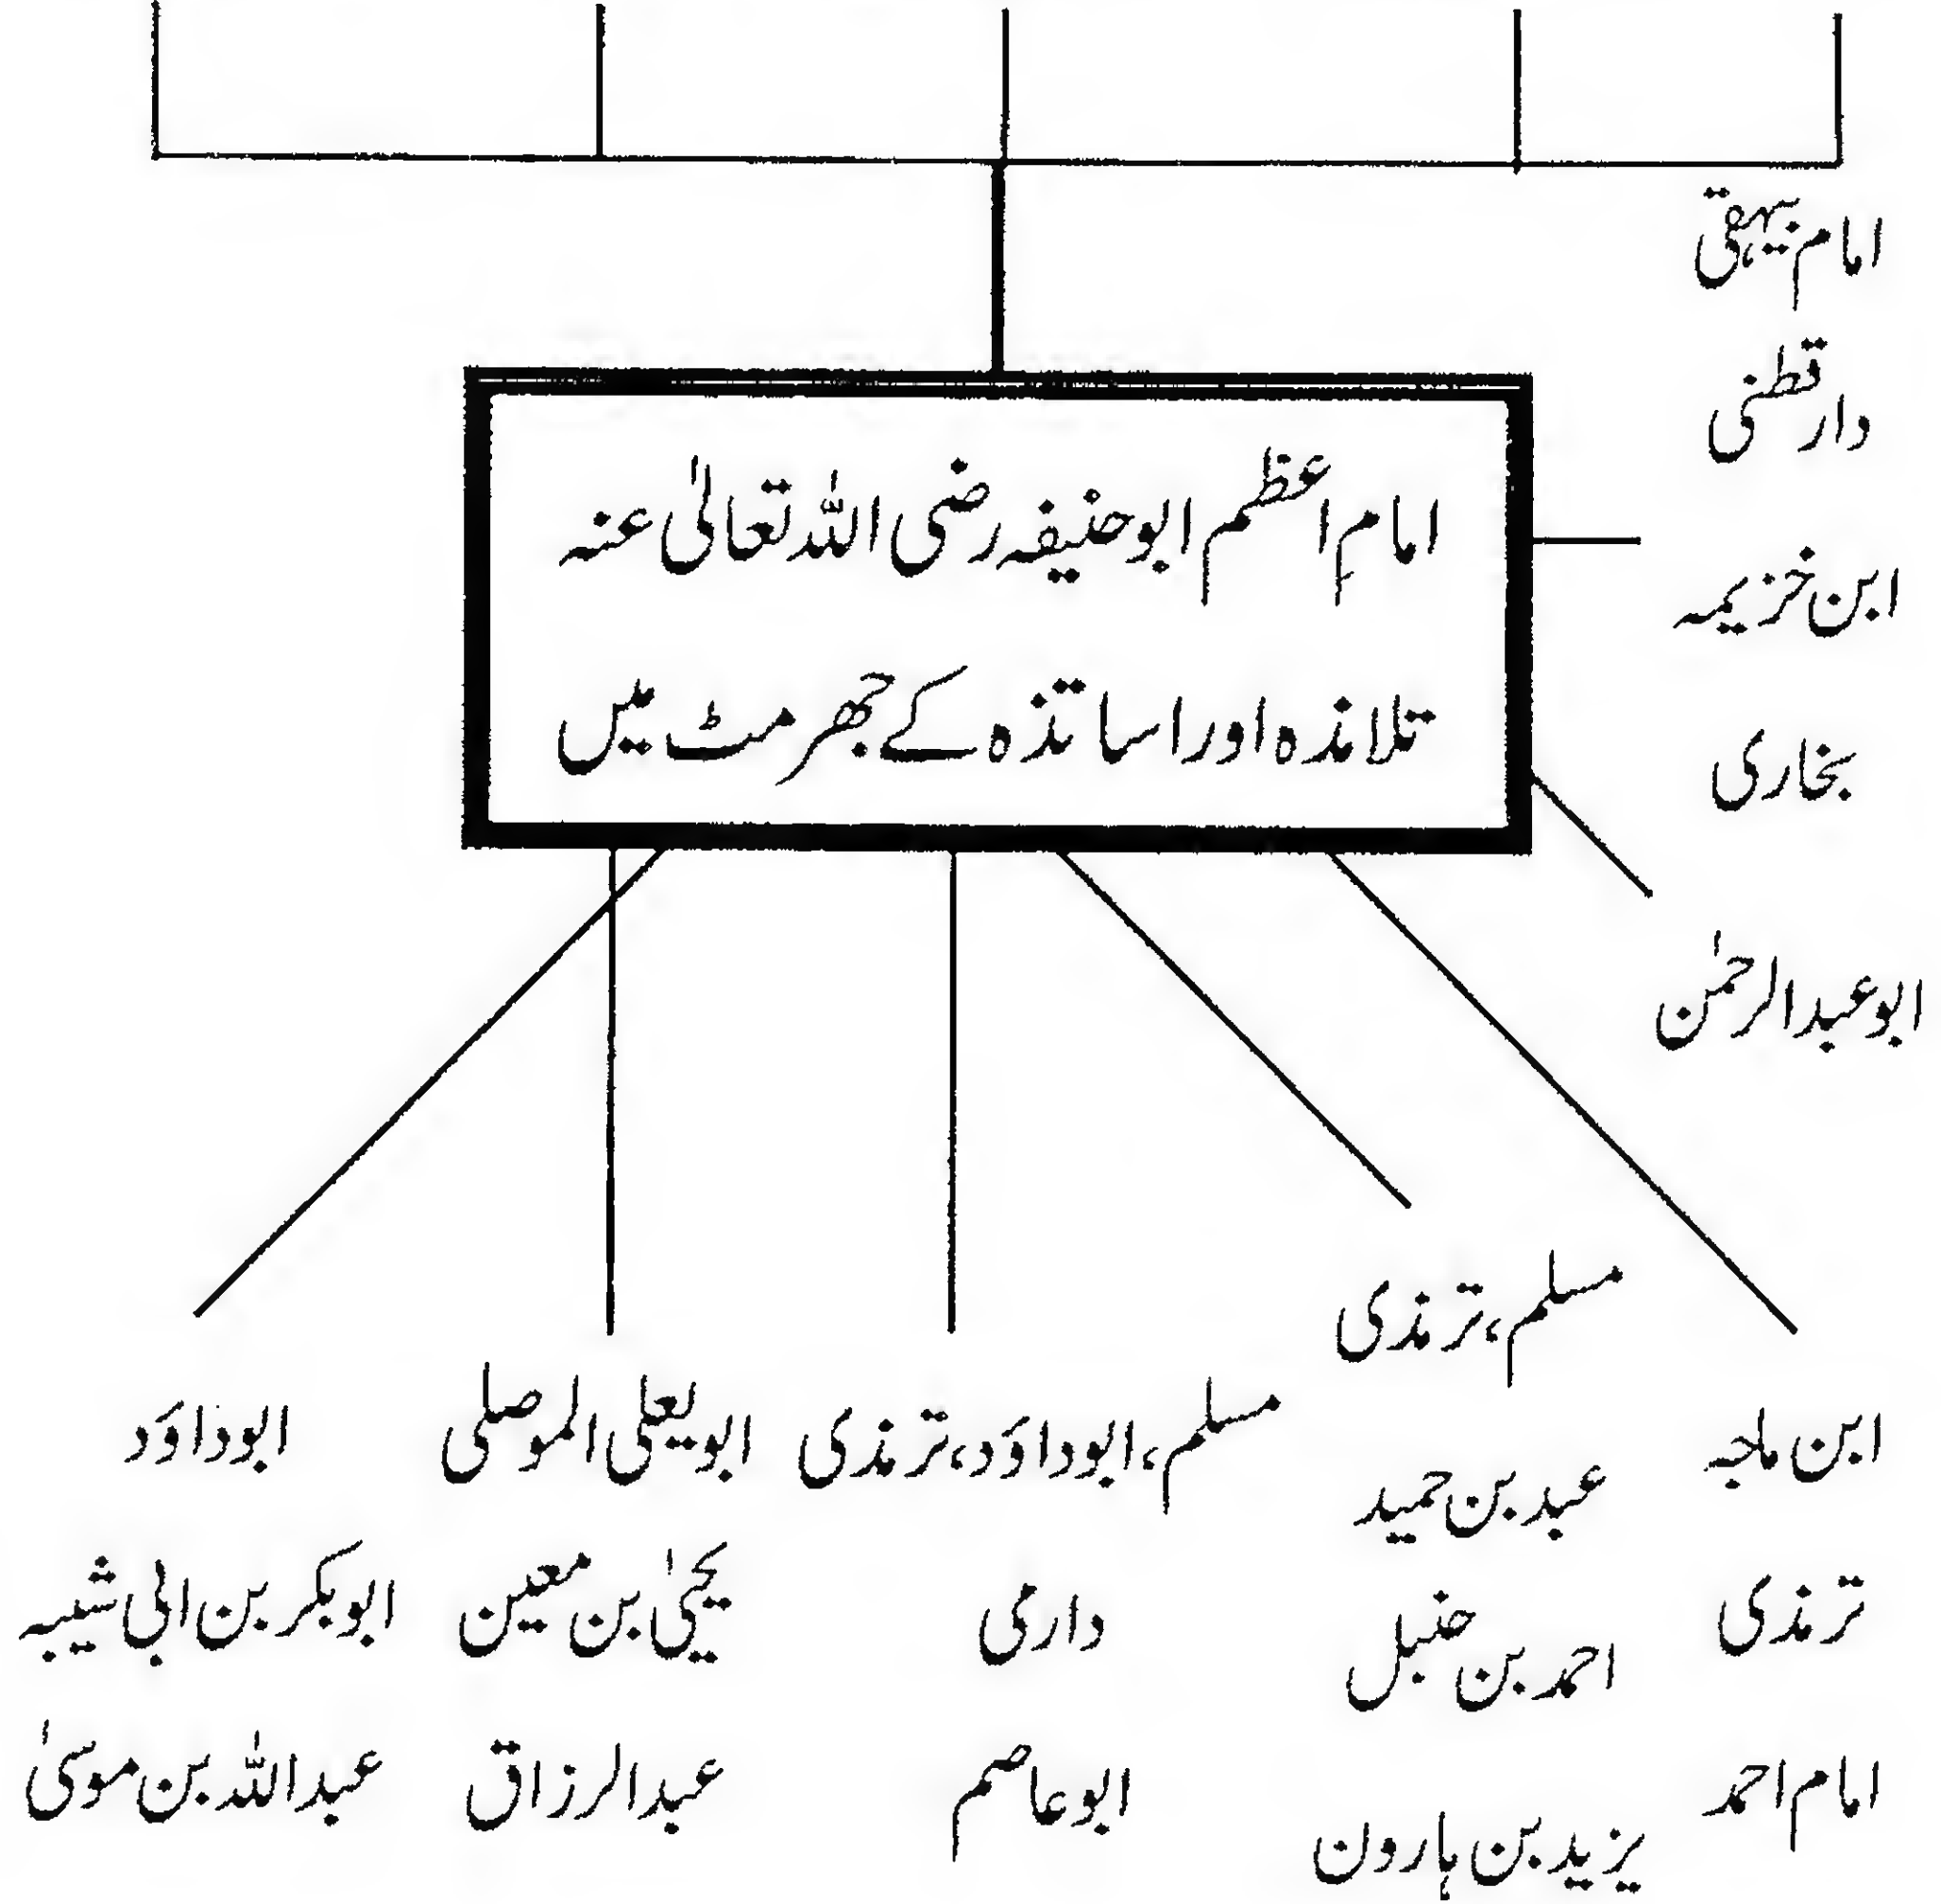 امام بیہقی
دارقطنی
امامِ اعظم ابوحنیفہ رضی اللہ تعالیٰ عنہ
تلامذہ اور اساتذہ کے جھرمٹ میں
ابن خزیمہ
بخاری
ابوعبدالرحمٰن
مسلم، ترمذی
عبد بن حمید
احمد بن حنبل
یزید بن ہارون
ابن ماجہ
ترمذی
امام احمد
مسلم، ابوداؤد، ترمذی
دارمی
ابوعاصم
ابویعلی الموصلی
یحییٰ بن معین
عبدالرزاق
ابوداؤد
ابوبکر بن ابی شیبہ
عبداللہ بن موسیٰ